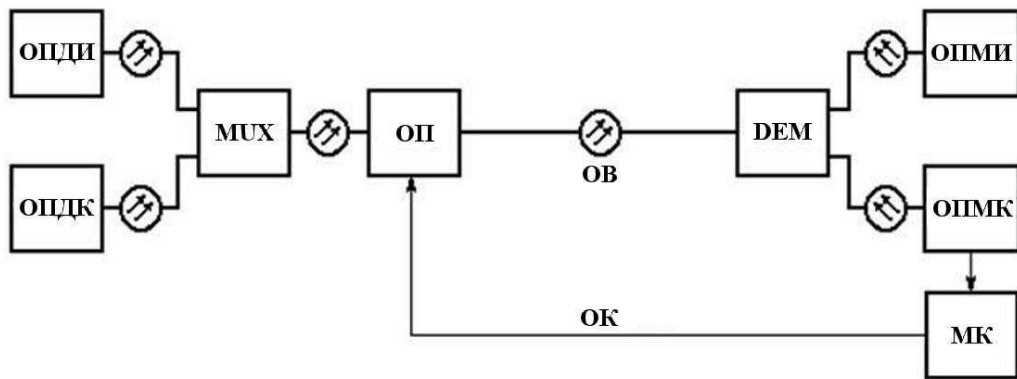 ОПДИ
ОПМИ
MUX
ОП
DEM
ОВ
ОПДК
ОПМК
ОК
МК